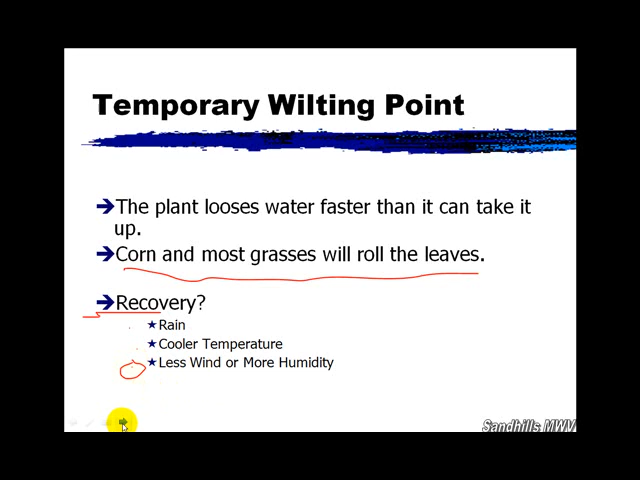 Temporary Wilting Point
The plant looses water faster than it can take it
up.
Corn and most grasses will roll the leaves.
Recovery?
Rain
Cooler Temperature
Less Wind or More Humidity
Sandhills MWV